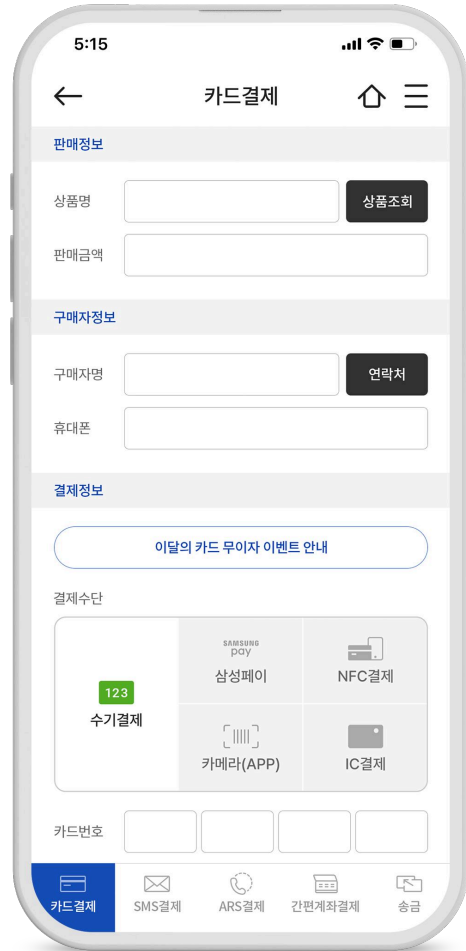 5:15
카드결제
판매정보
상품명
상품조회
판매금액
구매자정보
구매자명
연락처
휴대폰
결제정보
이달의 카드 무이자 이벤트 안내
결제수단
123
수기결제
SAMSUNG
pay
삼성페이
NFC결제
카메라(APP)
IC결제
카드번호
카드결제
SMS결제
ARS결제
간편계좌결제
송금